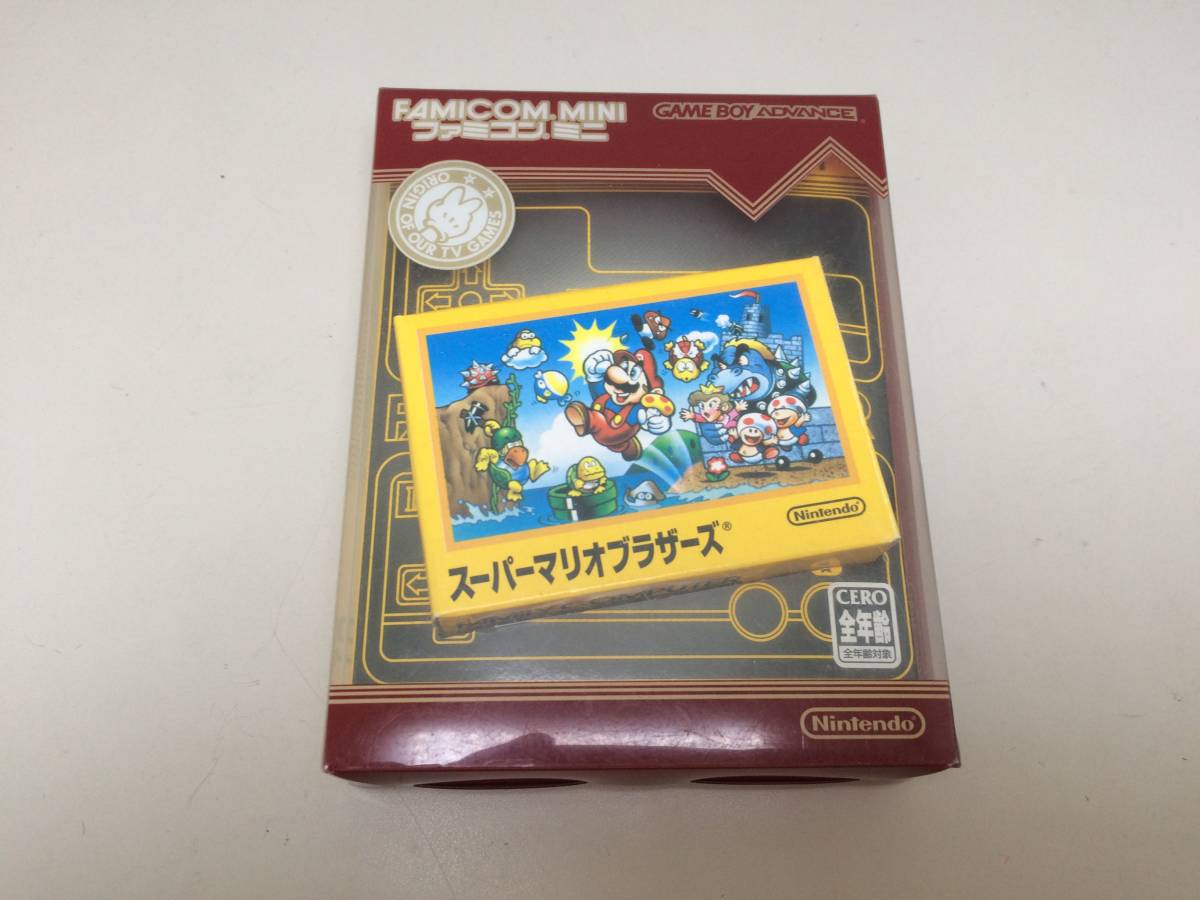 FAMICOM MINI
ファミコン ミニ
GAME BOY ADVANCE
ORIGIN OF OUR TV GAMES
Nintendo
スーパーマリオブラザーズ®
CERO
全年齢
全年齢対象
Nintendo